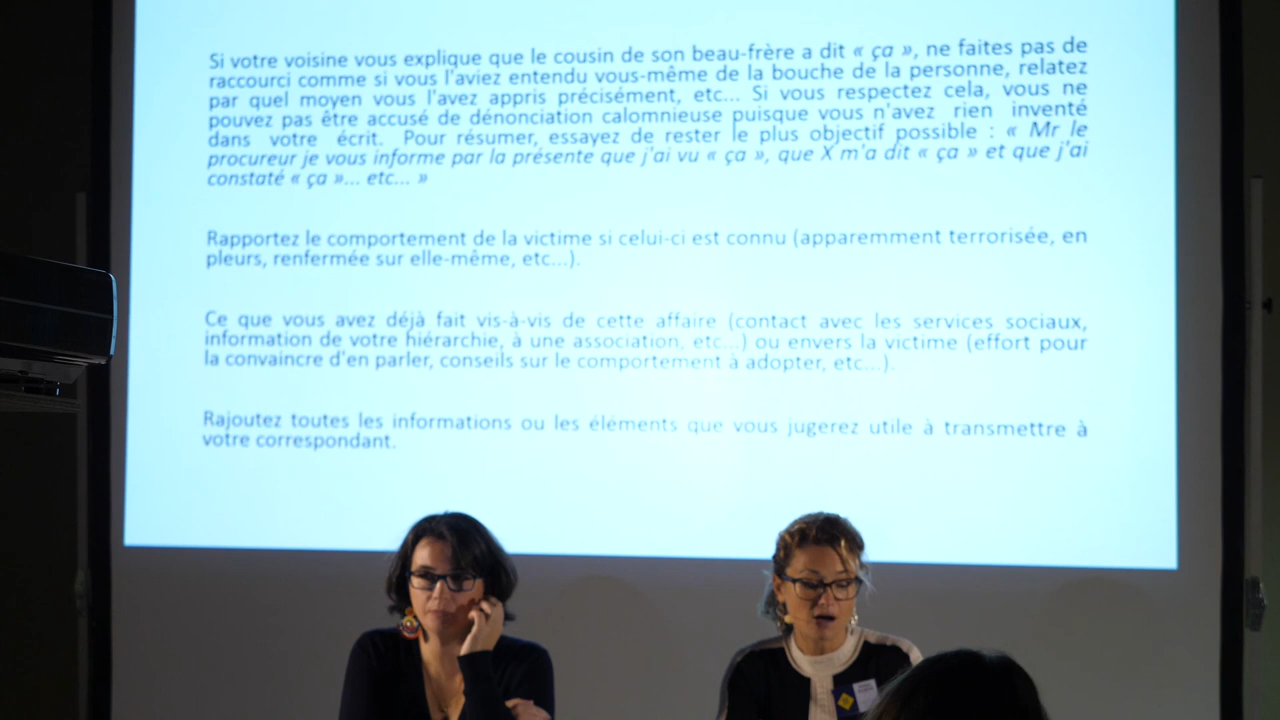 Si votre voisine vous explique que le cousin de son beau-frère a dit « ça », ne faites pas de
raccourci comme si vous l'aviez entendu vous-même de la bouche de la personne, relatez
par quel moyen vous l'avez appris précisément, etc... Si vous respectez cela, vous ne
pouvez pas être accusé de dénonciation calomnieuse puisque vous n'avez rien inventé
dans votre écrit. Pour résumer, essayez de rester le plus objectif possible : « Mr le
procureur je vous informe par la présente que j'ai vu « ça », que X m'a dit « ça » et que j'ai
constaté « ça »... etc... »
Rapportez le comportement de la victime si celui-ci est connu (apparemment terrorisée, en
pleurs, renfermée sur elle-même, etc...).
Ce que vous avez déjà fait vis-à-vis de cette affaire (contact avec les services sociaux,
information de votre hiérarchie, à une association, etc...) ou envers la victime (effort pour
la convaincre d'en parler, conseils sur le comportement à adopter, etc...).
Rajoutez toutes les informations ou les éléments que vous jugerez utile à transmettre à
votre correspondant.